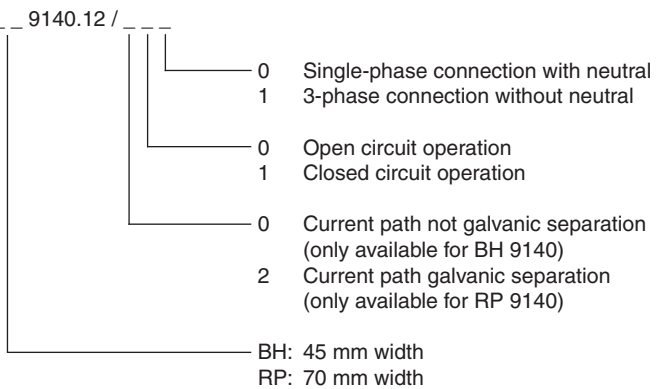 _ _ 9140.12 / _ _ _
0 Single-phase connection with neutral
1 3-phase connection without neutral
0 Open circuit operation
1 Closed circuit operation
0 Current path not galvanic separation
(only available for BH 9140)
2 Current path galvanic separation
(only available for RP 9140)
BH: 45 mm width
RP: 70 mm width